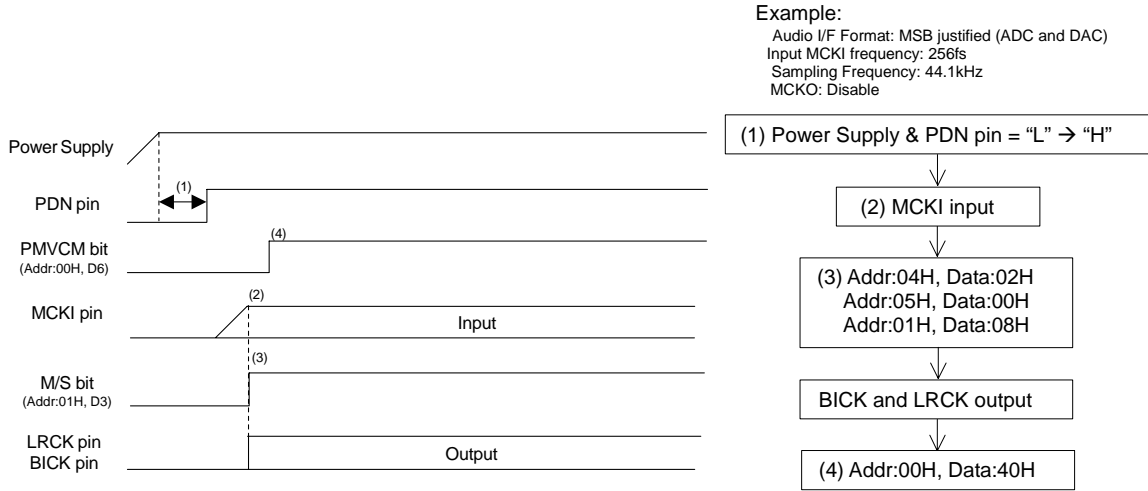 Example:
Audio I/F Format: MSB justified (ADC and DAC)
Input MCKI frequency: 256fs
Sampling Frequency: 44.1kHz
MCKO: Disable
Power Supply
PDN pin
(1)
PMVCM bit
(Addr:00H, D6)
(4)
MCKI pin
(2)
Input
M/S bit
(Addr:01H, D3)
(3)
LRCK pin
BICK pin
Output
(1) Power Supply & PDN pin = “L” → “H”
(2) MCKI input
(3) Addr:04H, Data:02H
Addr:05H, Data:00H
Addr:01H, Data:08H
BICK and LRCK output
(4) Addr:00H, Data:40H